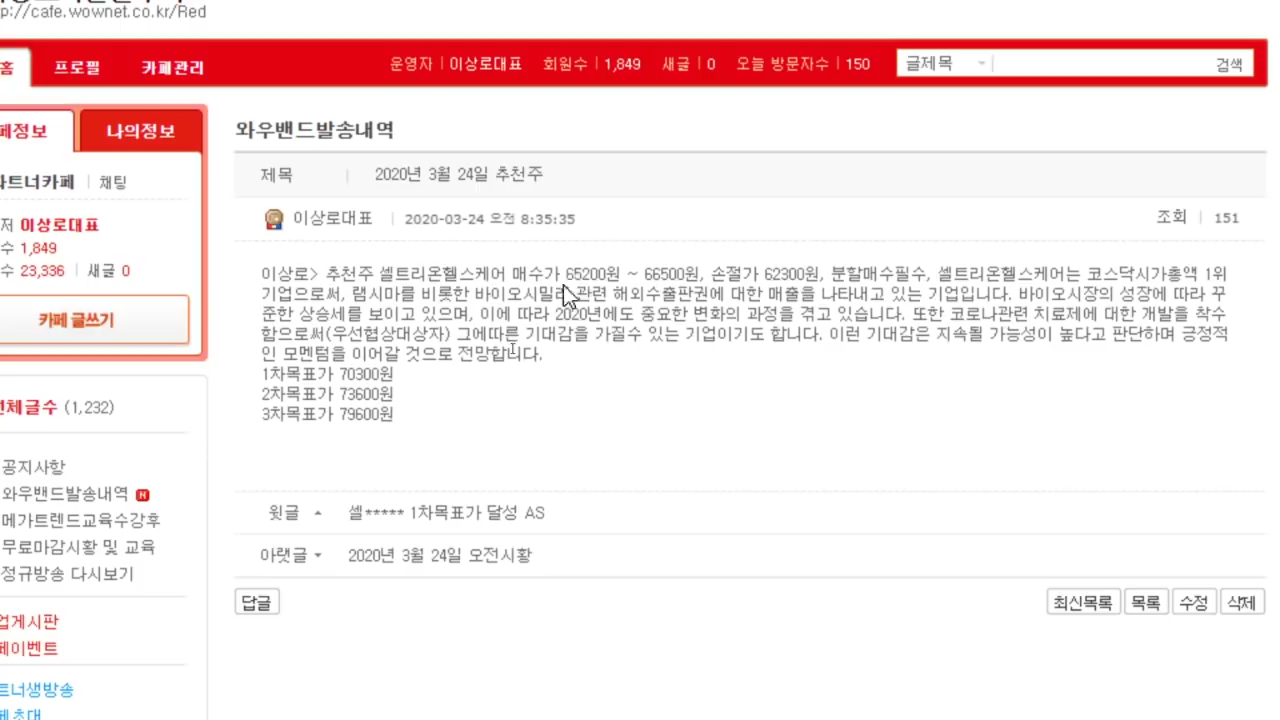 p://cafe.wownet.co.kr/Red
홈 프로필 카페관리 운영자 이상로대표 회원수 1,849 새글 0 오늘 방문자수 150 글제목 검색
페정보 나의정보
파트너카페 채팅
저 이상로대표
수 1,849
수 23,336 새글 0
카페 글쓰기
전체글수 (1,232)
공지사항
와우밴드발송내역 N
메가트렌드교육수강후
무료마감시황 및 교육
정규방송 다시보기
업게시판
페이벤트
트너생방송
페초대
와우밴드발송내역
제목 2020년 3월 24일 추천주
이상로대표 2020-03-24 오전 8:35:35 조회 151
이상로> 추천주 셀트리온헬스케어 매수가 65200원 ~ 66500원, 손절가 62300원, 분할매수필수, 셀트리온헬스케어는 코스닥시가총액 1위
기업으로써, 램시마를 비롯한 바이오시밀러 관련 해외수출판권에 대한 매출을 나타내고 있는 기업입니다. 바이오시장의 성장에 따라 꾸
준한 상승세를 보이고 있으며, 이에 따라 2020년에도 중요한 변화의 과정을 겪고 있습니다. 또한 코로나관련 치료제에 대한 개발을 착수
함으로써(우선협상대상자) 그에따른 기대감을 가질수 있는 기업이기도 합니다. 이런 기대감은 지속될 가능성이 높다고 판단하며 긍정적
인 모멘텀을 이어갈 것으로 전망합니다.
1차목표가 70300원
2차목표가 73600원
3차목표가 79600원
윗글 셀***** 1차목표가 달성 AS
아랫글 2020년 3월 24일 오전시황
답글 최신목록 목록 수정 삭제